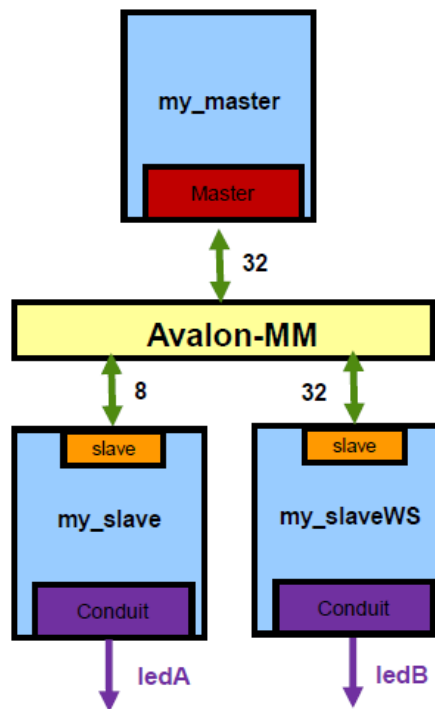 my_master
Master
32
Avalon-MM
8
32
slave
slave
my_slave
my_slaveWS
Conduit
Conduit
ledA
ledB